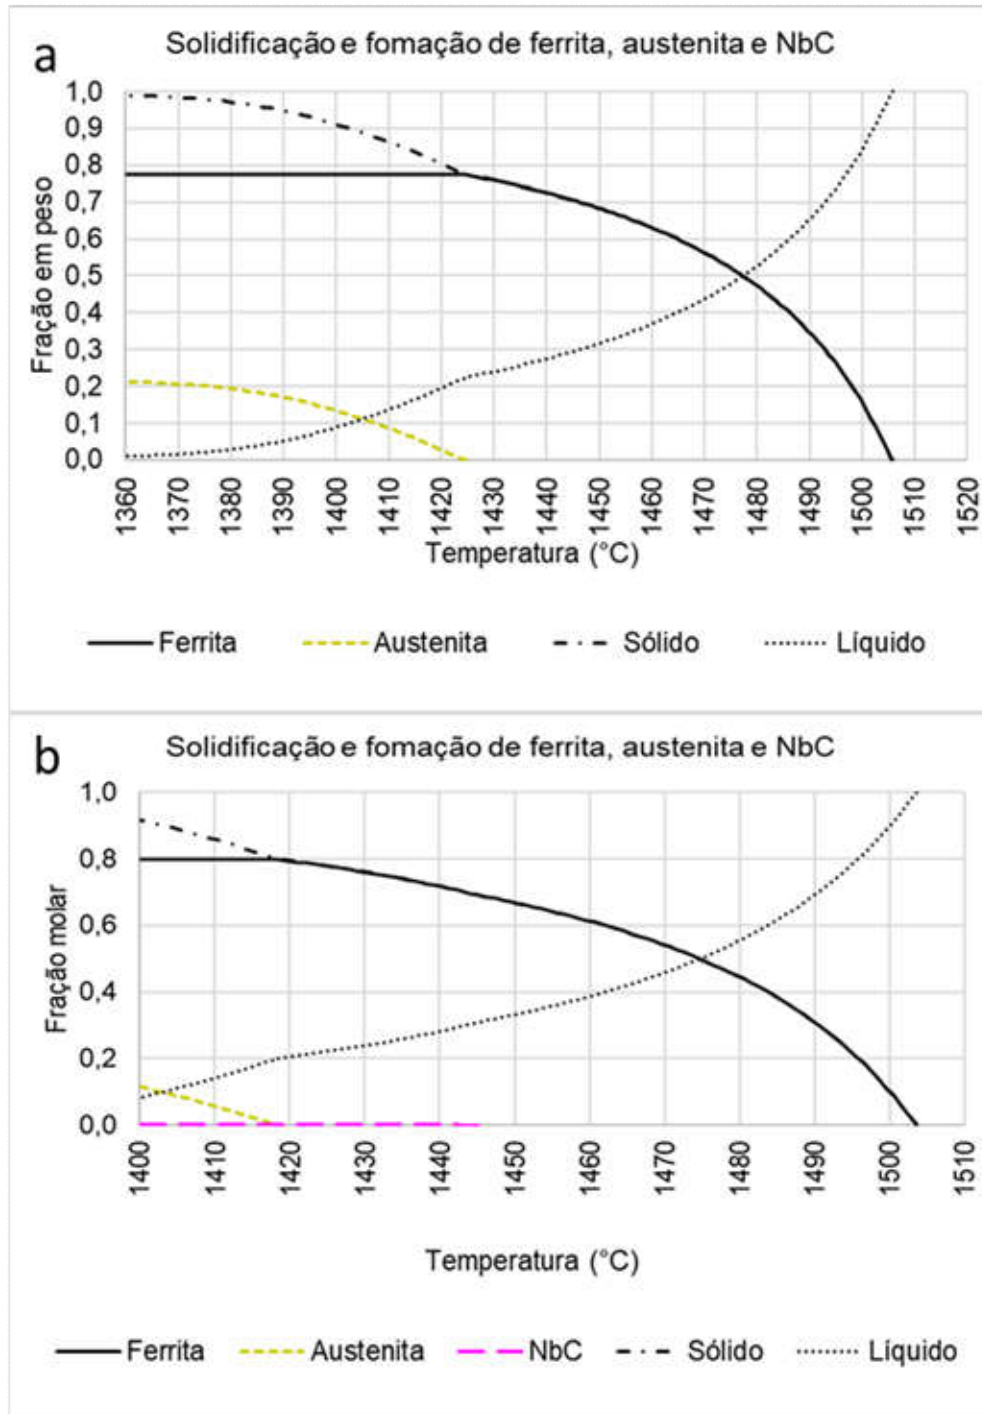 a
Solidificação e fomação de ferrita, austenita e NbC
Fração em peso
1,0
0,9
0,8
0,7
0,6
0,5
0,4
0,3
0,2
0,1
0,0
1360
1370
1380
1390
1400
1410
1420
1430
1440
1450
1460
1470
1480
1490
1500
1510
1520
Temperatura (°C)
Ferrita
Austenita
Sólido
Líquido
b
Solidificação e fomação de ferrita, austenita e NbC
Fração molar
1,0
0,8
0,6
0,4
0,2
0,0
1400
1410
1420
1430
1440
1450
1460
1470
1480
1490
1500
1510
Temperatura (°C)
Ferrita
Austenita
NbC
Sólido
Líquido